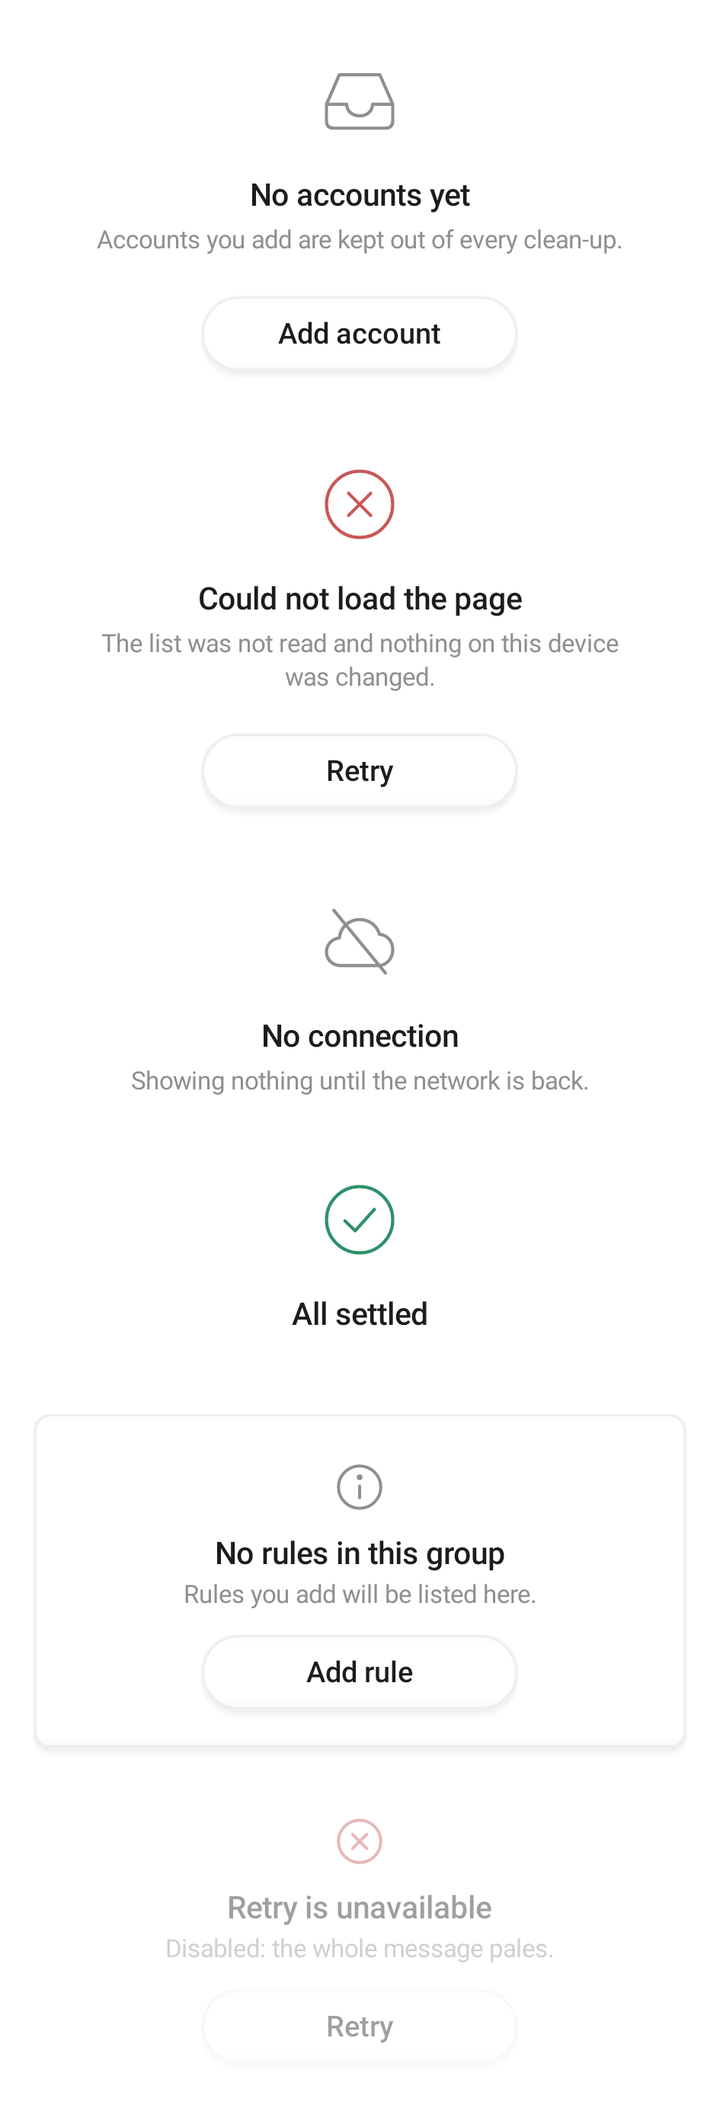 No accounts yet
Accounts you add are kept out of every clean-up.
Add account
Could not load the page
The list was not read and nothing on this device
was changed.
Retry
No connection
Showing nothing until the network is back.
All settled
No rules in this group
Rules you add will be listed here.
Add rule
Retry is unavailable
Disabled: the whole message pales.
Retry